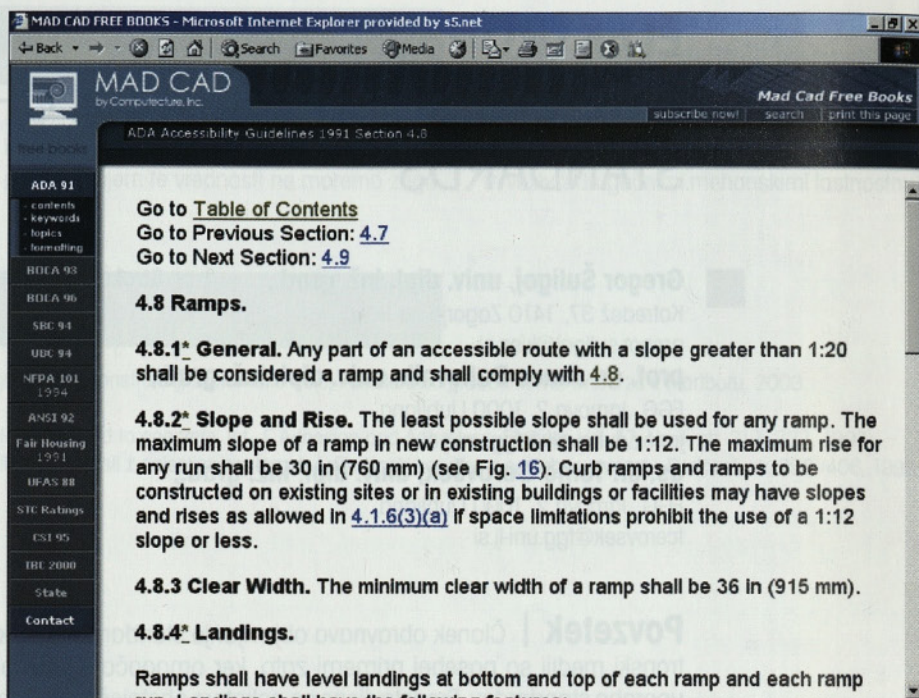 MAD CAD FREE BOOKS - Microsoft Internet Explorer provided by s5.net
Back
Search
Favorites
Media
MAD CAD
by Computecture, Inc.
Mad Cad Free Books
subscribe now!
search
print this page
ADA Accessibility Guidelines 1991 Section 4.8
free books
ADA 91
- contents
- keywords
- topics
- formatting
BOCA 93
BOCA 96
SBC 94
UBC 94
NFPA 101
1994
ANSI 92
Fair Housing
1991
UFAS 88
STC Ratings
CSI 95
IBC 2000
State
Contact
Go to Table of Contents
Go to Previous Section: 4.7
Go to Next Section: 4.9
4.8 Ramps.
4.8.1* General. Any part of an accessible route with a slope greater than 1:20
shall be considered a ramp and shall comply with 4.8.
4.8.2* Slope and Rise. The least possible slope shall be used for any ramp. The
maximum slope of a ramp in new construction shall be 1:12. The maximum rise for
any run shall be 30 in (760 mm) (see Fig. 16). Curb ramps and ramps to be
constructed on existing sites or in existing buildings or facilities may have slopes
and rises as allowed in 4.1.6(3)(a) if space limitations prohibit the use of a 1:12
slope or less.
4.8.3 Clear Width. The minimum clear width of a ramp shall be 36 in (915 mm).
4.8.4* Landings.
Ramps shall have level landings at bottom and top of each ramp and each ramp
run. Landings shall have the following features: